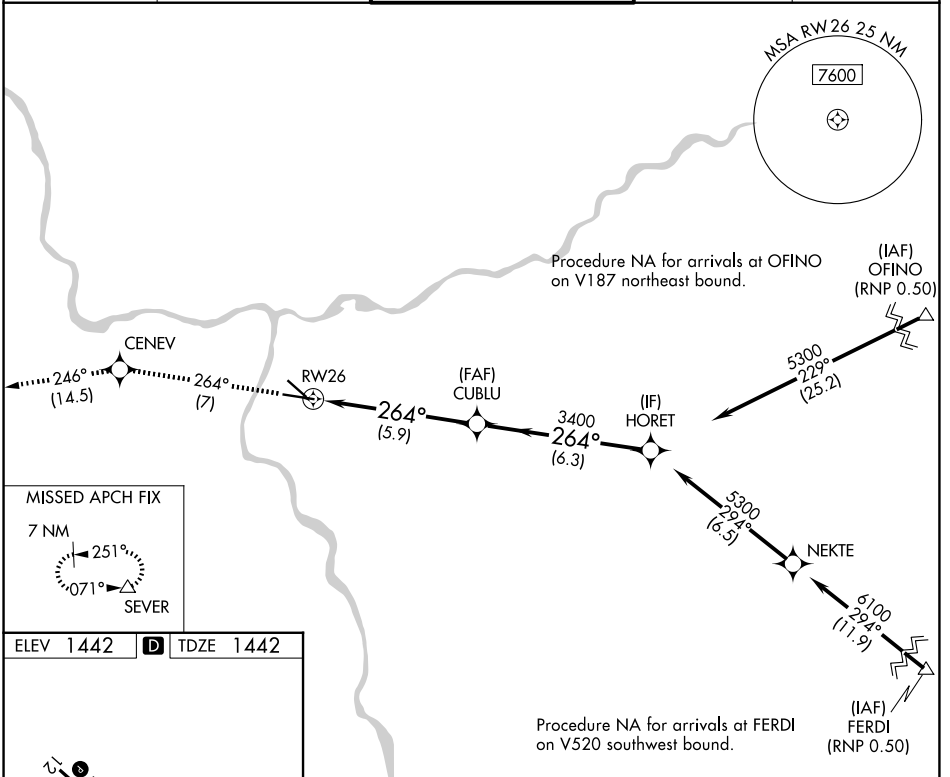 MSA RW26 25 NM
7600
Procedure NA for arrivals at OFINO
on V187 northeast bound.
(IAF)
OFINO
(RNP 0.50)
5300
229°
(25.2)
CENEV
246°
(14.5)
264°
(7)
RW26
264°
(5.9)
(FAF)
CUBLU
3400
264°
(6.3)
(IF)
HORET
5300
294°
(6.5)
NEKTE
6100
294°
(11.9)
(IAF)
FERDI
(RNP 0.50)
Procedure NA for arrivals at FERDI
on V520 southwest bound.
MISSED APCH FIX
7 NM
251°
071°
SEVER
ELEV 1442 D TDZE 1442
12 P